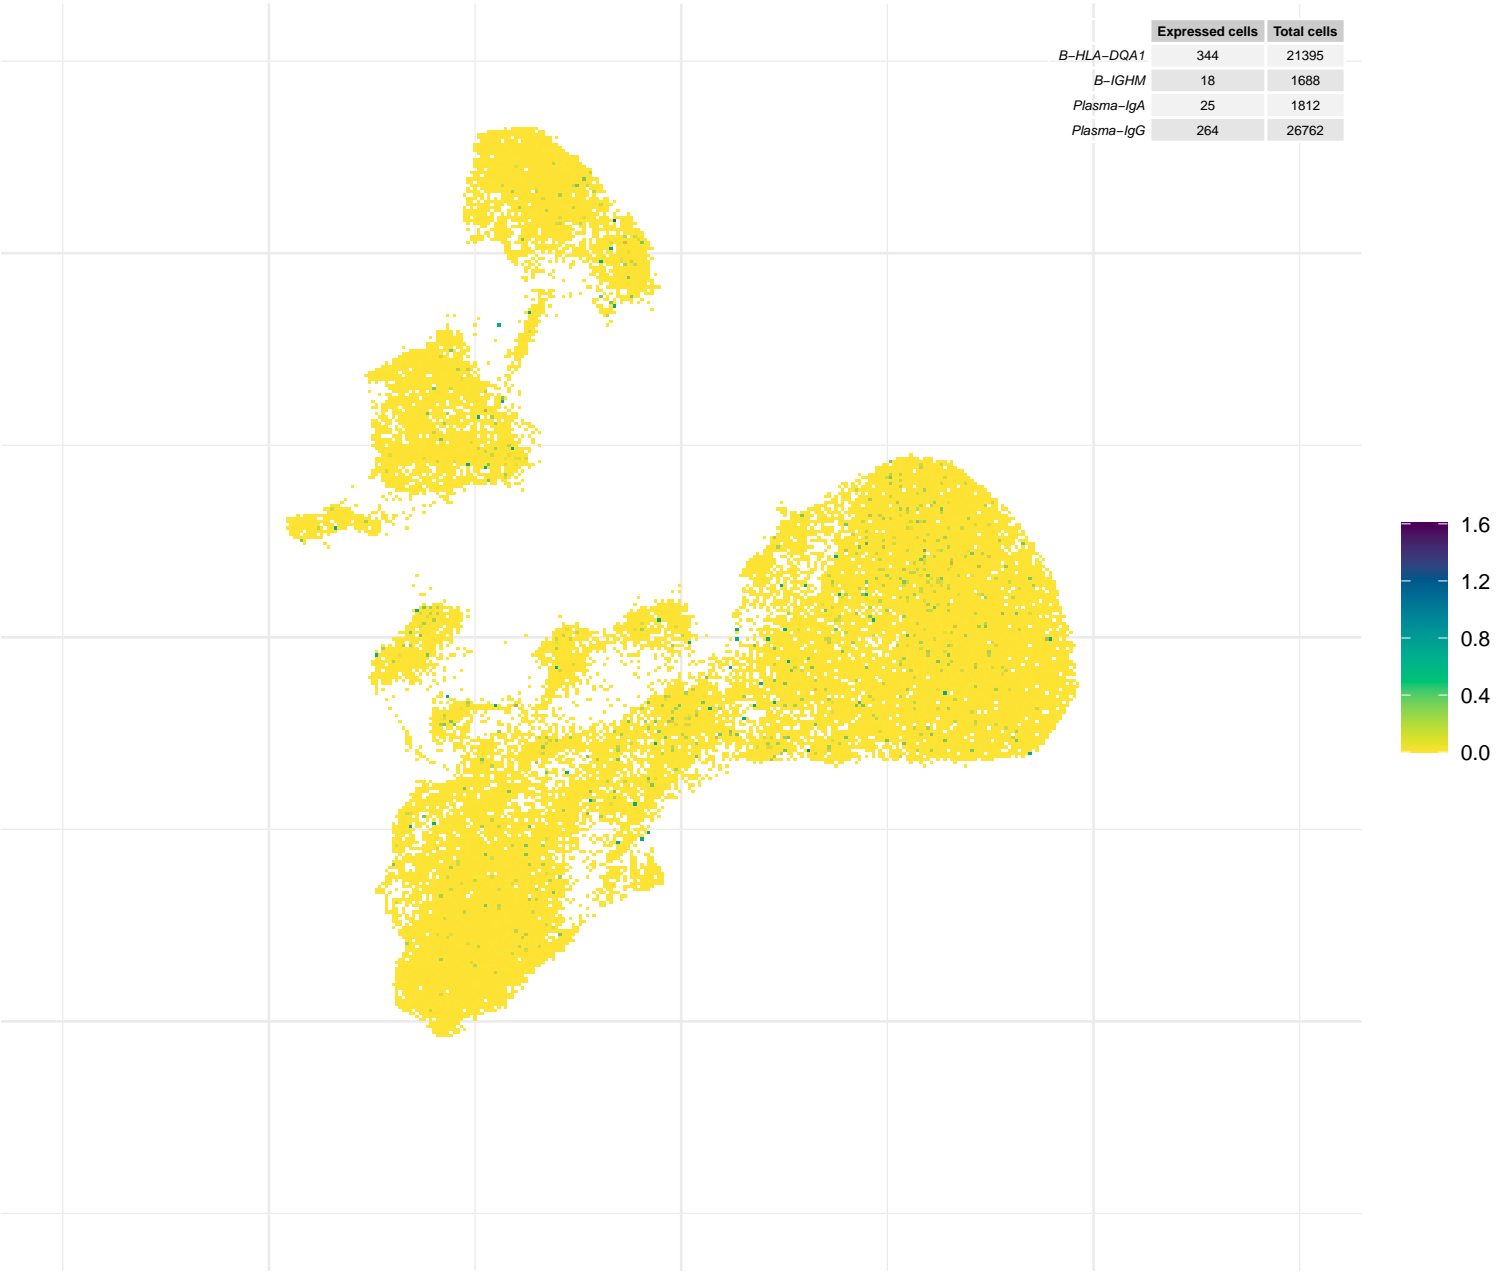 Expressed cells Total cells
B−HLA−DQA1 344 21395
B−IGHM 18 1688
Plasma−IgA 25 1812
Plasma−IgG 264 26762
1.6
1.2
0.8
0.4
0.0